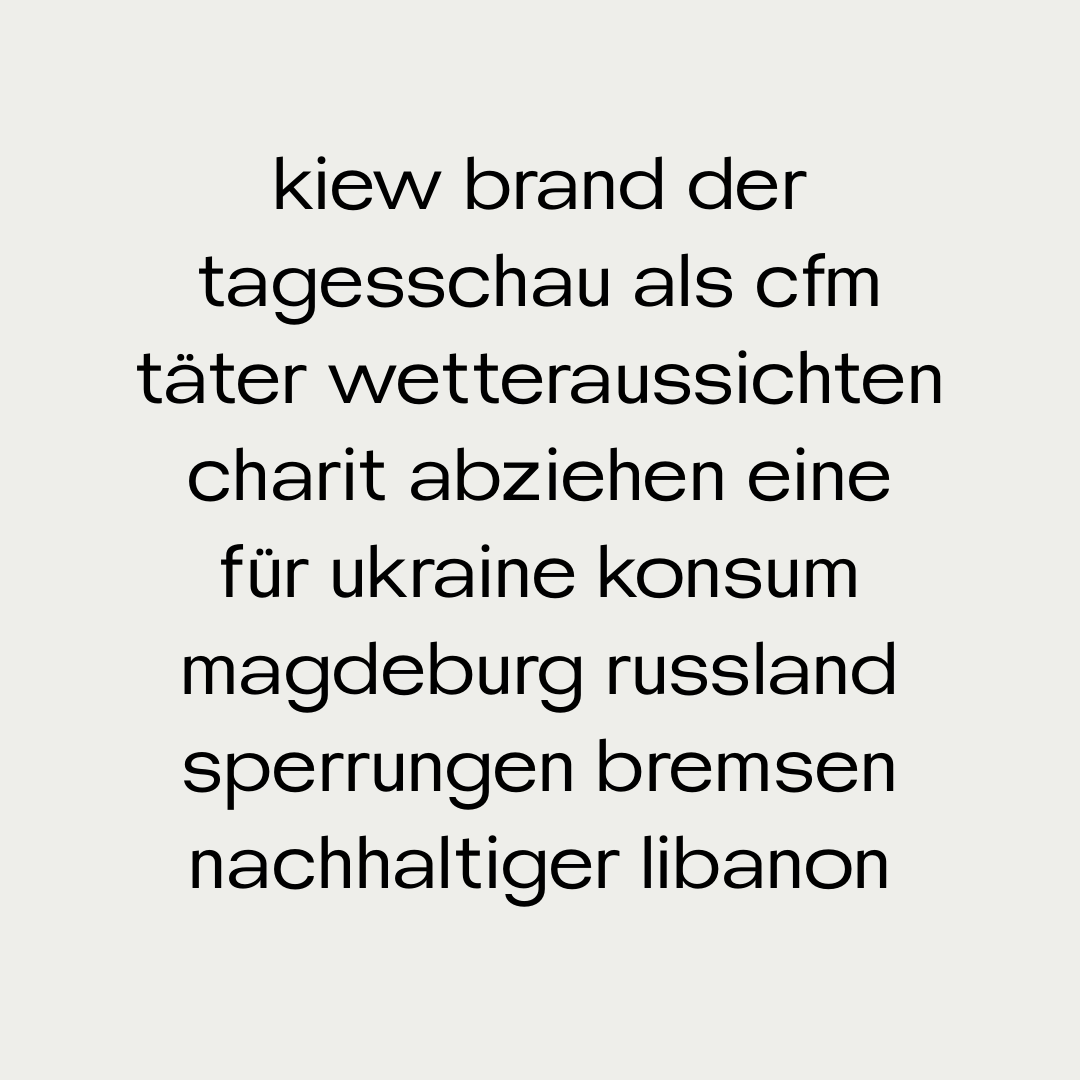 kiew brand der
tagesschau als cfm
täter wetteraussichten
charit abziehen eine
für ukraine konsum
magdeburg russland
sperrungen bremsen
nachhaltiger libanon